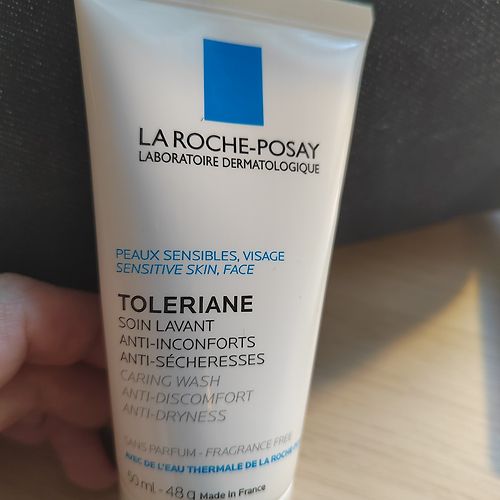 LA ROCHE-POSAY
LABORATOIRE DERMATOLOGIQUE
PEAUX SENSIBLES, VISAGE
SENSITIVE SKIN, FACE
TOLERIANE
SOIN LAVANT
ANTI-INCONFORTS
ANTI-SÉCHERESSES
CARING WASH
ANTI-DISCOMFORT
ANTI-DRYNESS
SANS PARFUM - FRAGRANCE FREE
AVEC DE L'EAU THERMALE DE LA ROCHE-
50 ml - 48 g Made in France